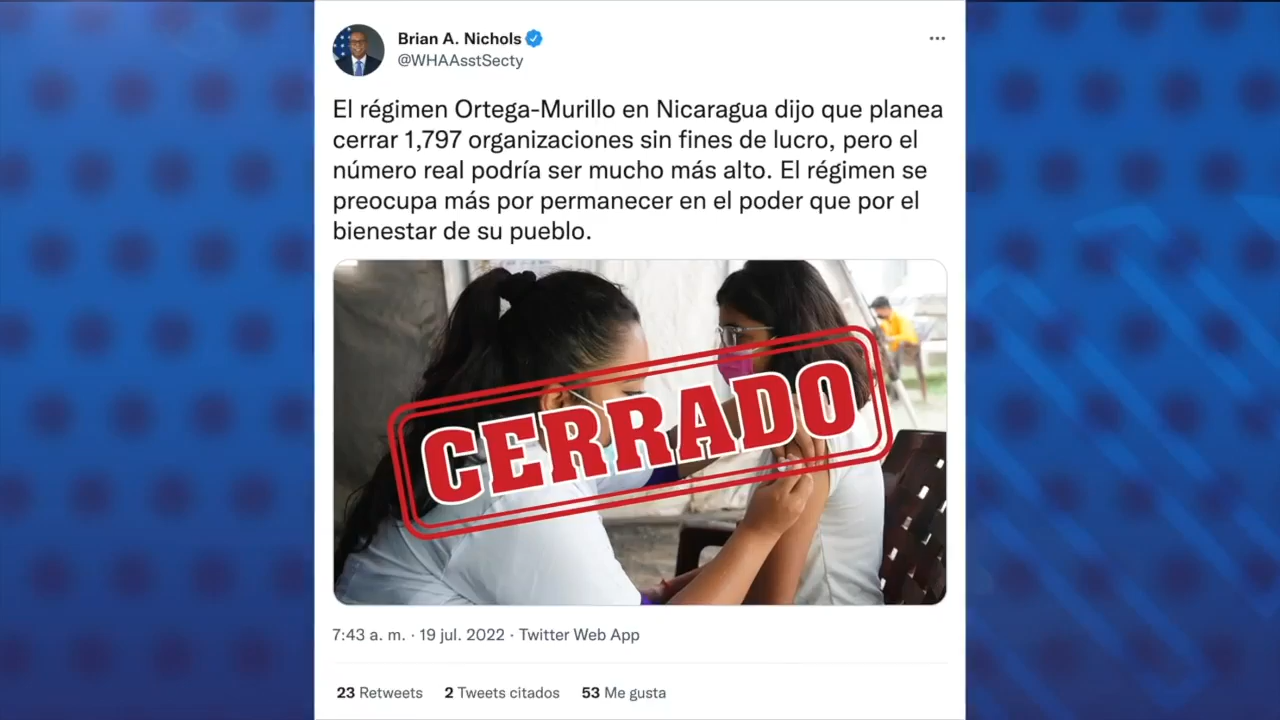 Brian A. Nichols
@WHAAsstSecty
El régimen Ortega-Murillo en Nicaragua dijo que planea
cerrar 1,797 organizaciones sin fines de lucro, pero el
número real podría ser mucho más alto. El régimen se
preocupa más por permanecer en el poder que por el
bienestar de su pueblo.
CERRADO
7:43 a. m. · 19 jul. 2022 · Twitter Web App
23 Retweets 2 Tweets citados 53 Me gusta